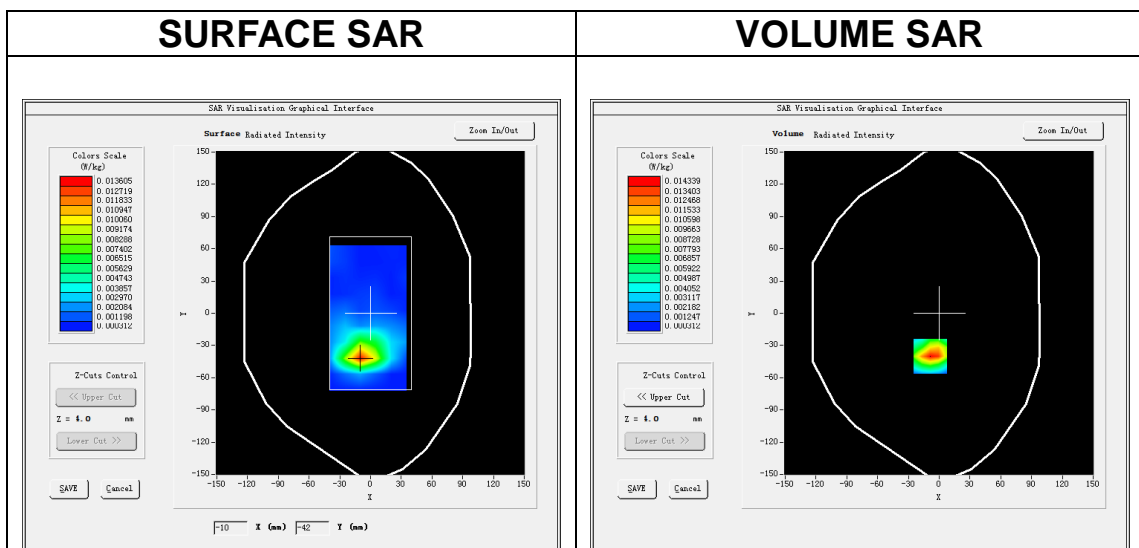 SURFACE SAR
VOLUME SAR
SAR Visualisation Graphical Interface
Surface Radiated Intensity
Zoom In/Out
Colors Scale
(W/kg)
0.013605
0.012719
0.011833
0.010947
0.010060
0.009174
0.008288
0.007402
0.006515
0.005629
0.004743
0.003857
0.002970
0.002084
0.001198
0.000312
Z-Cuts Control
<< Upper Cut
Z = 4.0 mm
Lower Cut >>
SAVE Cancel
150
120
90
60
30
0
-30
-60
-90
-120
-150
Y
-150 -120 -90 -60 -30 0 30 60 90 120 150
X
-10 X (mm) -42 Y (mm)
SAR Visualisation Graphical Interface
Volume Radiated Intensity
Zoom In/Out
Colors Scale
(W/kg)
0.014339
0.013403
0.012468
0.011533
0.010598
0.009663
0.008728
0.007793
0.006857
0.005922
0.004987
0.004052
0.003117
0.002182
0.001247
0.000312
Z-Cuts Control
<< Upper Cut
Z = 4.0 mm
Lower Cut >>
SAVE Cancel
150
120
90
60
30
0
-30
-60
-90
-120
-150
Y
-150 -120 -90 -60 -30 0 30 60 90 120 150
X